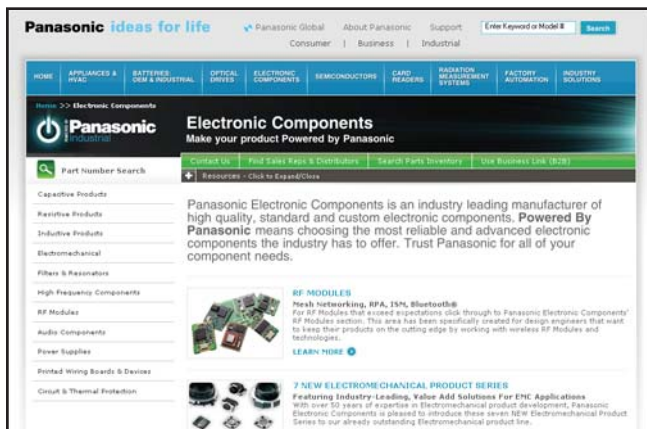 Panasonic ideas for life
Panasonic Global About Panasonic Support
Enter Keyword or Model #
Search
Consumer | Business | Industrial
HOME
APPLIANCES & HVAC
BATTERIES: OEM & INDUSTRIAL
OPTICAL DRIVES
ELECTRONIC COMPONENTS
SEMICONDUCTORS
CARD READERS
RADIATION MEASUREMENT SYSTEMS
FACTORY AUTOMATION
INDUSTRY SOLUTIONS
Home >> Electronic Components
Panasonic
Industrial
Electronic Components
Make your product Powered by Panasonic
Contact Us
Find Sales Reps & Distributors
Search Parts Inventory
Use Business Link (B2B)
Resources - Click to Expand/Close
Part Number Search
Capacitive Products
Resistive Products
Inductive Products
Electromechanical
Filters & Resonators
High Frequency Components
RF Modules
Audio Components
Power Supplies
Printed Wiring Boards & Devices
Circuit & Thermal Protection
Panasonic Electronic Components is an industry leading manufacturer of
high quality, standard and custom electronic components. Powered By
Panasonic means choosing the most reliable and advanced electronic
components the industry has to offer. Trust Panasonic for all of your
component needs.
RF MODULES
Mesh Networking, RPA, ISM, Bluetooth®
For RF Modules that exceed expectations click through to Panasonic Electronic Components'
RF Modules section. This area has been specifically created for design engineers that want
to keep their products on the cutting edge by working with wireless RF Modules and
technologies.
LEARN MORE
7 NEW ELECTROMECHANICAL PRODUCT SERIES
Featuring Industry-Leading, Value Add Solutions For EMC Applications
With over 50 years of expertise in Electromechanical product development, Panasonic
Electronic Components is pleased to introduce these seven NEW Electromechanical Product
Series to our already outstanding Electromechanical product line.